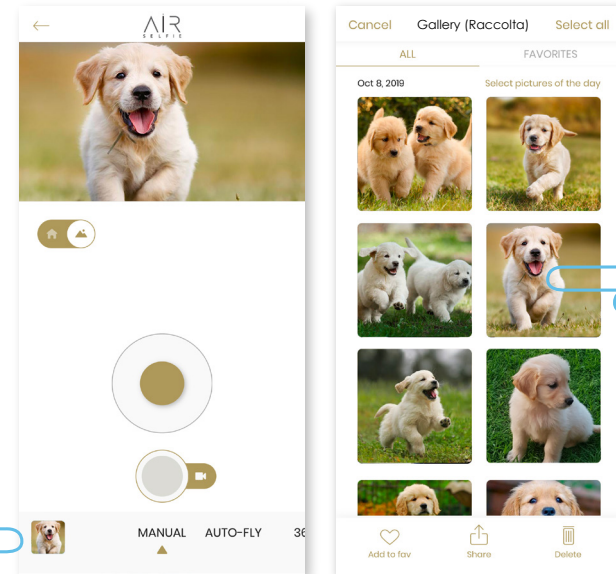 AIR
SELFIE
MANUAL AUTO-FLY 36
Cancel Gallery (Raccolta) Select all
ALL FAVORITES
Oct 8, 2019 Select pictures of the day
Add to fav Share Delete